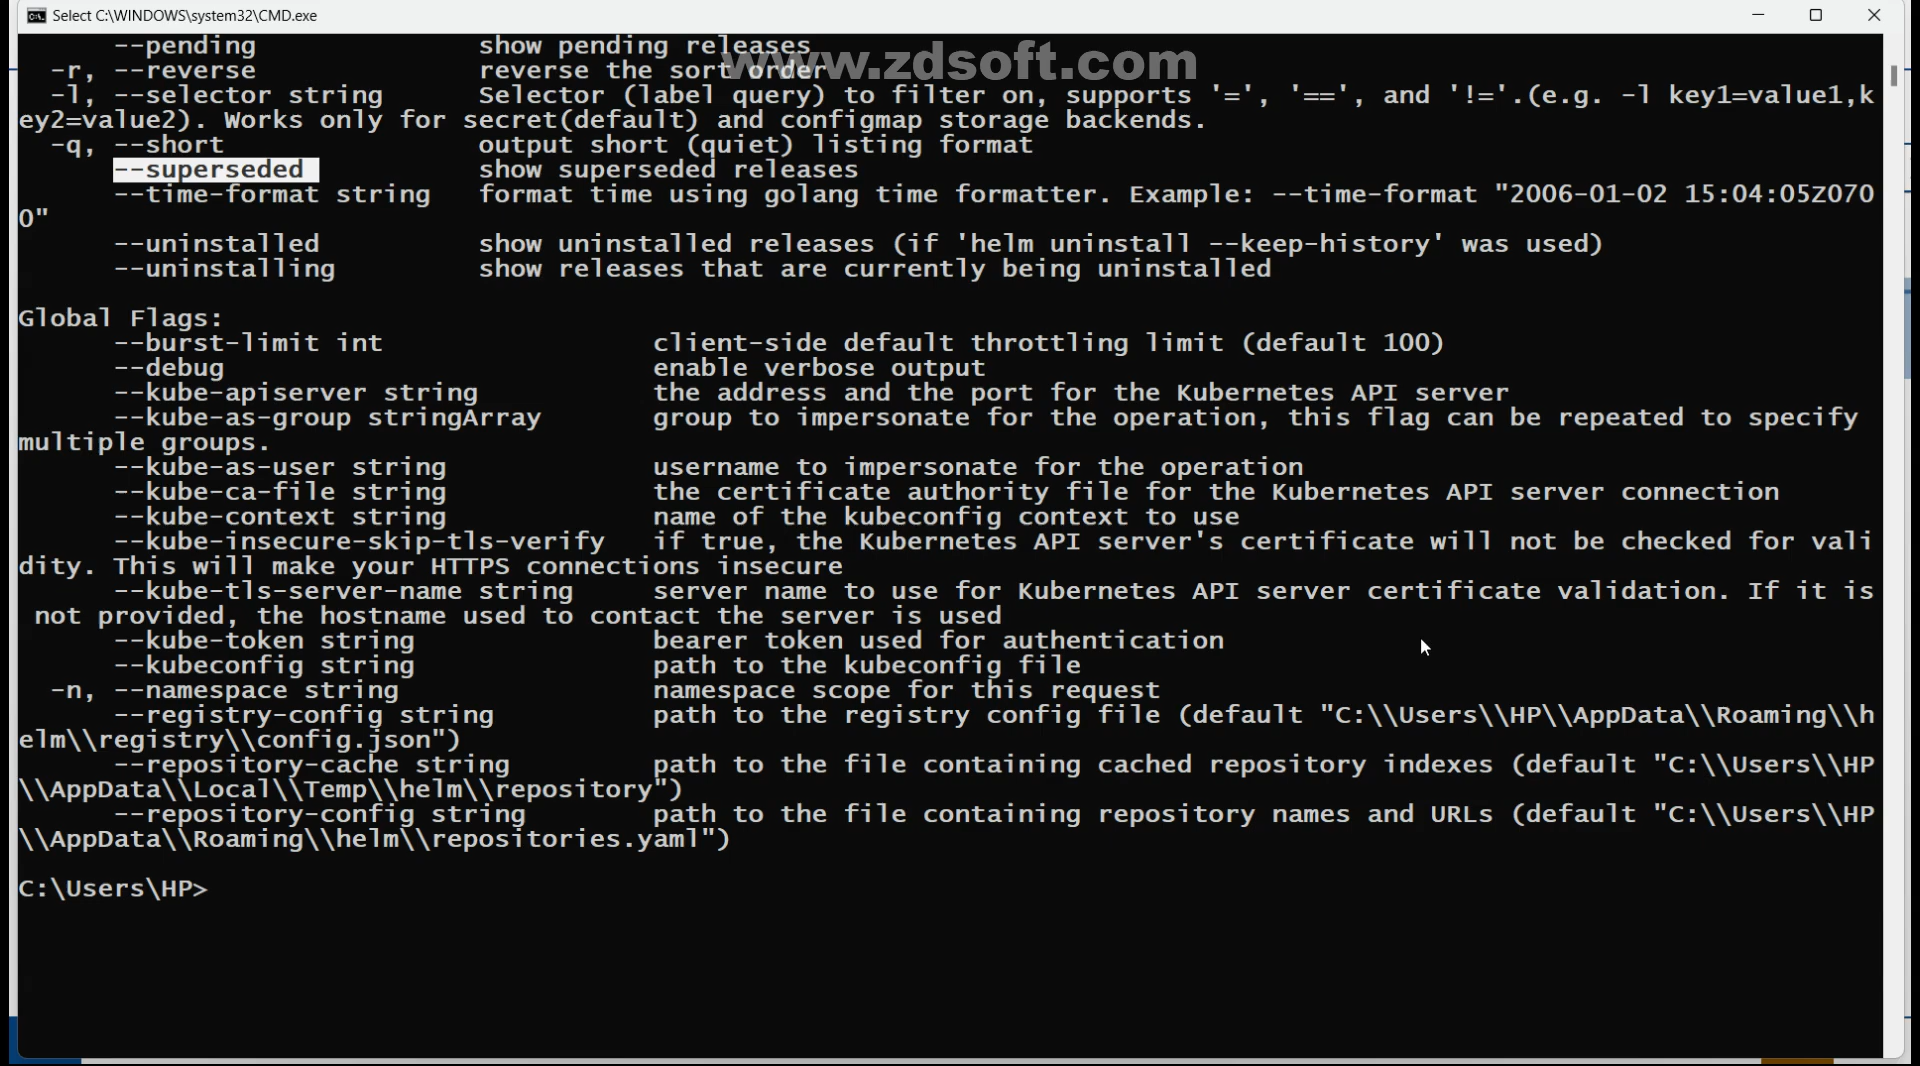 Select C:\WINDOWS\system32\CMD.exe
www.zdsoft.com
      --pending              show pending releases
  -r, --reverse              reverse the sort order
  -l, --selector string      Selector (label query) to filter on, supports '=', '==', and '!='.(e.g. -l key1=value1,k
ey2=value2). Works only for secret(default) and configmap storage backends.
  -q, --short                output short (quiet) listing format
      --superseded           show superseded releases
      --time-format string   format time using golang time formatter. Example: --time-format "2006-01-02 15:04:05Z070
0"
      --uninstalled          show uninstalled releases (if 'helm uninstall --keep-history' was used)
      --uninstalling         show releases that are currently being uninstalled
Global Flags:
      --burst-limit int                 client-side default throttling limit (default 100)
      --debug                           enable verbose output
      --kube-apiserver string           the address and the port for the Kubernetes API server
      --kube-as-group stringArray       group to impersonate for the operation, this flag can be repeated to specify
multiple groups.
      --kube-as-user string             username to impersonate for the operation
      --kube-ca-file string             the certificate authority file for the Kubernetes API server connection
      --kube-context string             name of the kubeconfig context to use
      --kube-insecure-skip-tls-verify   if true, the Kubernetes API server's certificate will not be checked for vali
dity. This will make your HTTPS connections insecure
      --kube-tls-server-name string     server name to use for Kubernetes API server certificate validation. If it is
 not provided, the hostname used to contact the server is used
      --kube-token string               bearer token used for authentication
      --kubeconfig string               path to the kubeconfig file
  -n, --namespace string                namespace scope for this request
      --registry-config string          path to the registry config file (default "C:\\Users\\HP\\AppData\\Roaming\\h
elm\\registry\\config.json")
      --repository-cache string         path to the file containing cached repository indexes (default "C:\\Users\\HP
\\AppData\\Local\\Temp\\helm\\repository")
      --repository-config string        path to the file containing repository names and URLs (default "C:\\Users\\HP
\\AppData\\Roaming\\helm\\repositories.yaml")
C:\Users\HP>